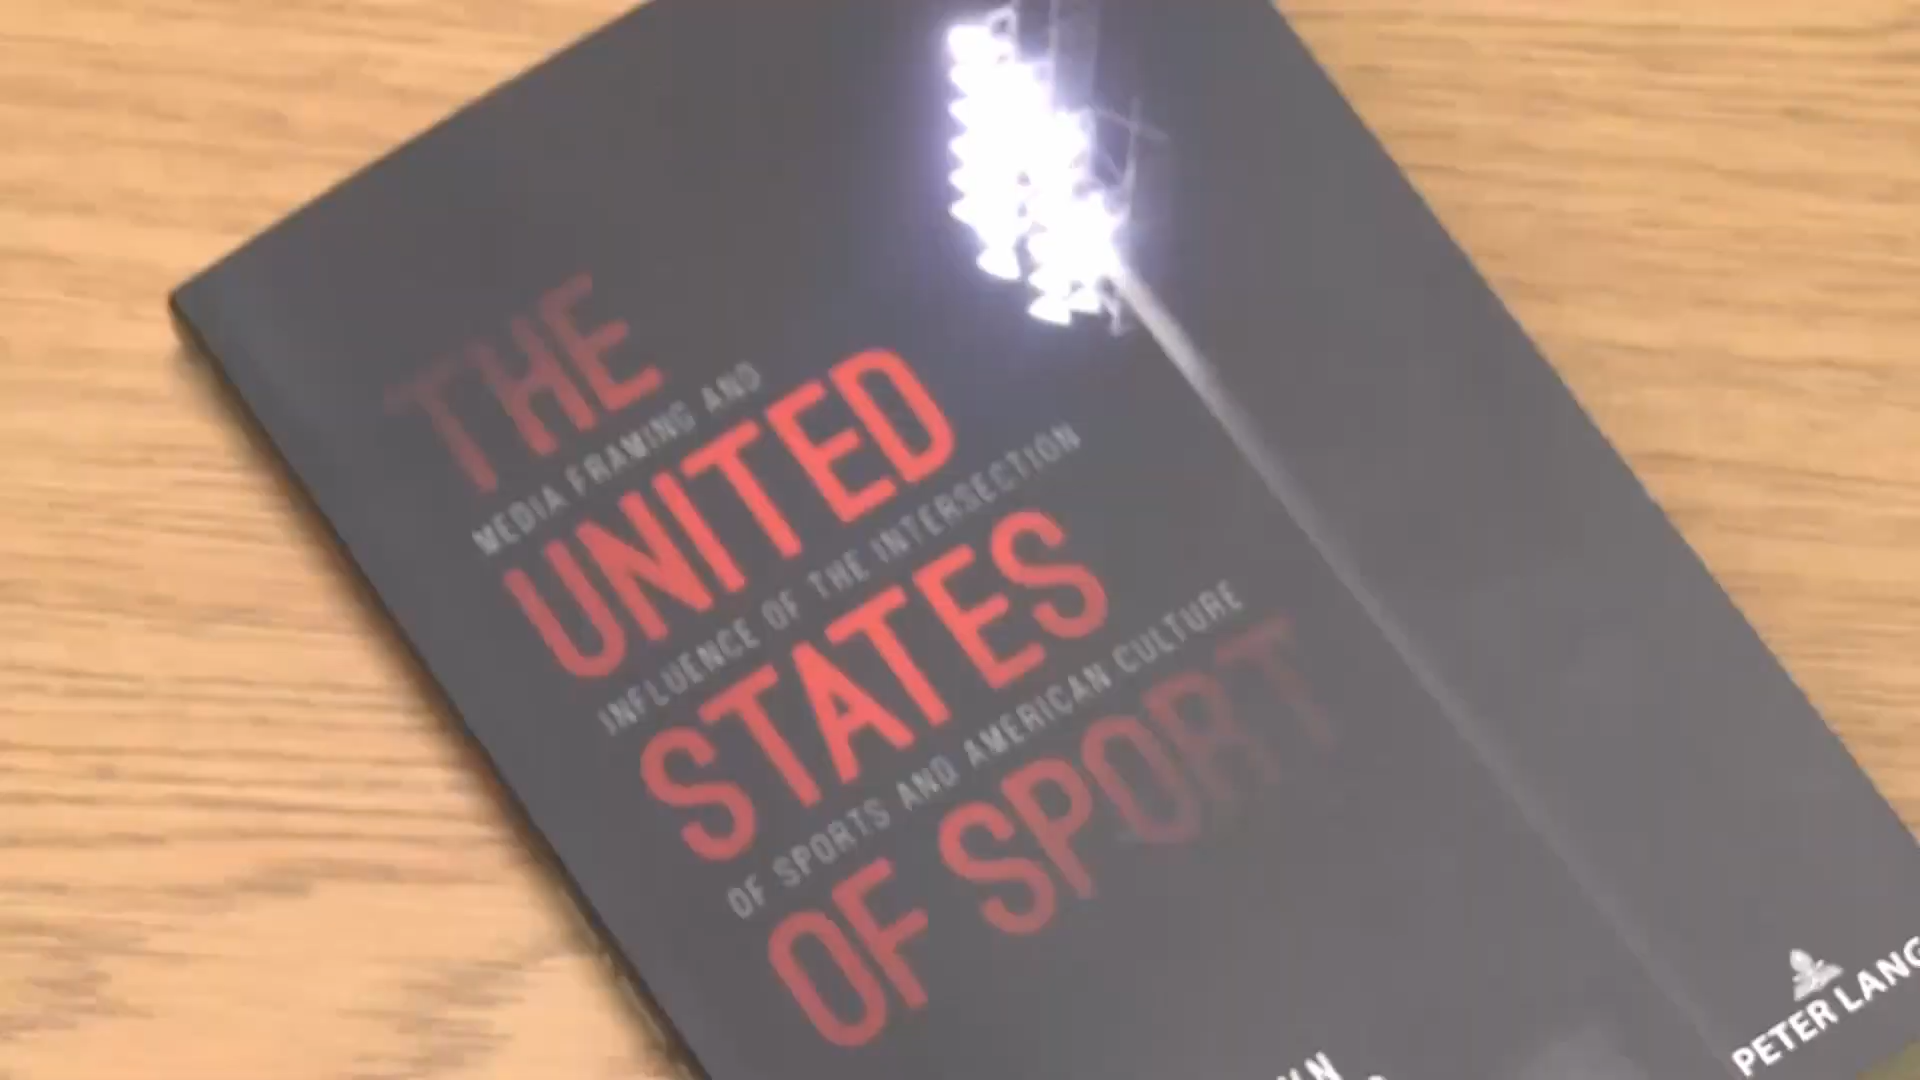 THE
MEDIA FRAMING AND
UNITED
INFLUENCE OF THE INTERSECTION
STATES
OF SPORTS AND AMERICAN CULTURE
OF SPORT
PETER LANG